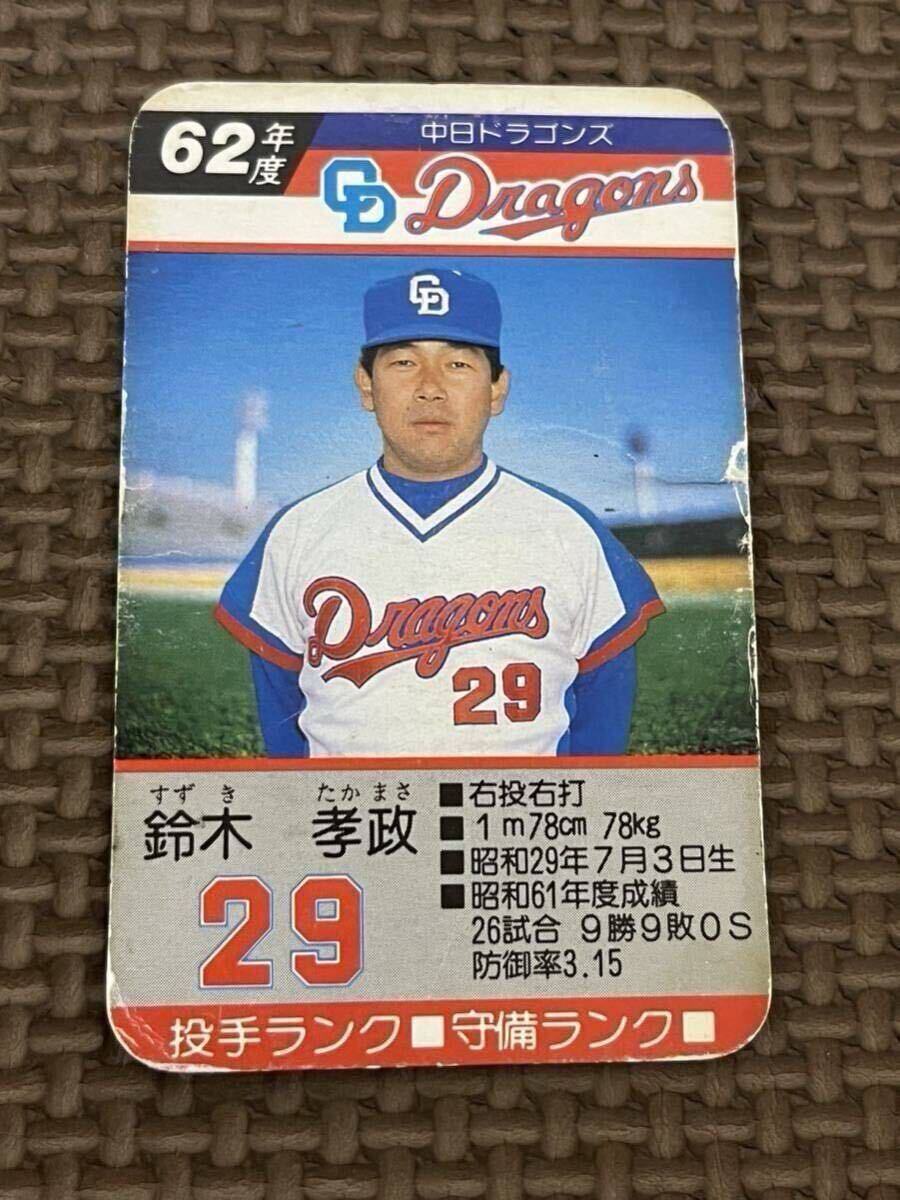 62年度
中日ドラゴンズ
CD Dragons
CD
Dragons
29
すずき たかまさ
鈴木 孝政
29
■右投右打
■1m78cm 78kg
■昭和29年7月3日生
■昭和61年度成績
26試合 9勝9敗0S
防御率3.15
投手ランク□守備ランク□